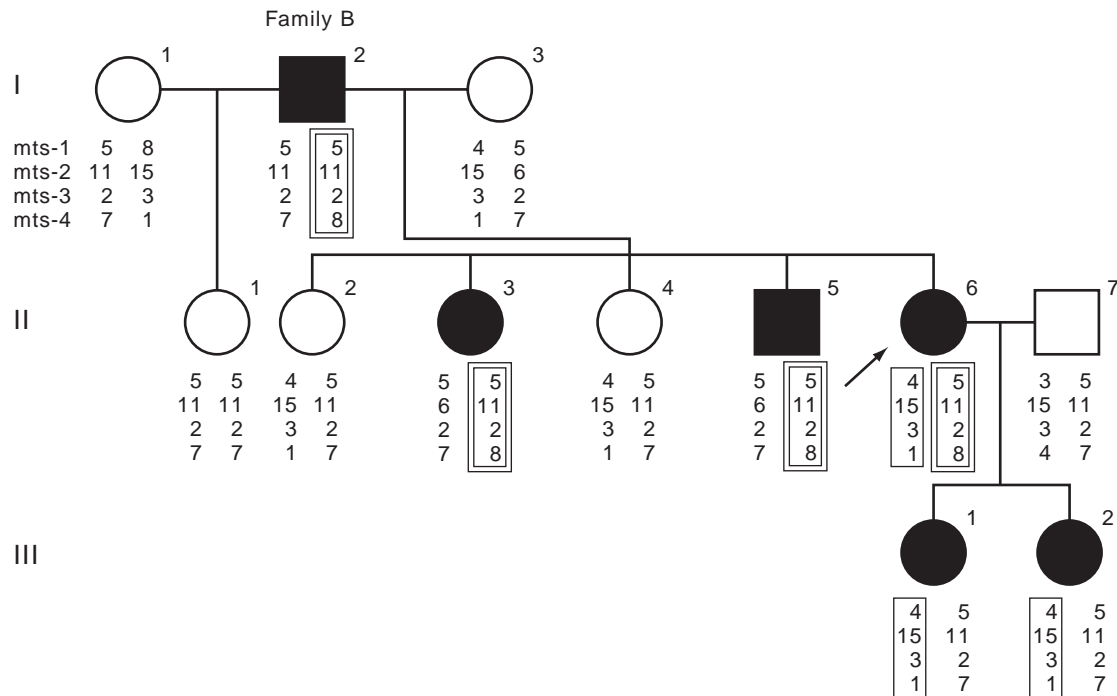 Family B
I
1 2 3
mts-1 5 8 5 5 4 5
mts-2 11 15 11 11 15 6
mts-3 2 3 2 2 3 2
mts-4 7 1 7 8 1 7
II
1 2 3 4 5 6 7
5 5 4 5 5 5 4 5 5 5 4 5 3 5
11 11 15 11 6 11 15 11 6 11 15 11 15 11
2 2 3 2 2 2 3 2 2 2 3 2 3 2
7 7 1 7 7 8 1 7 7 8 1 8 4 7
III
1 2
4 5 4 5
15 11 15 11
3 2 3 2
1 7 1 7